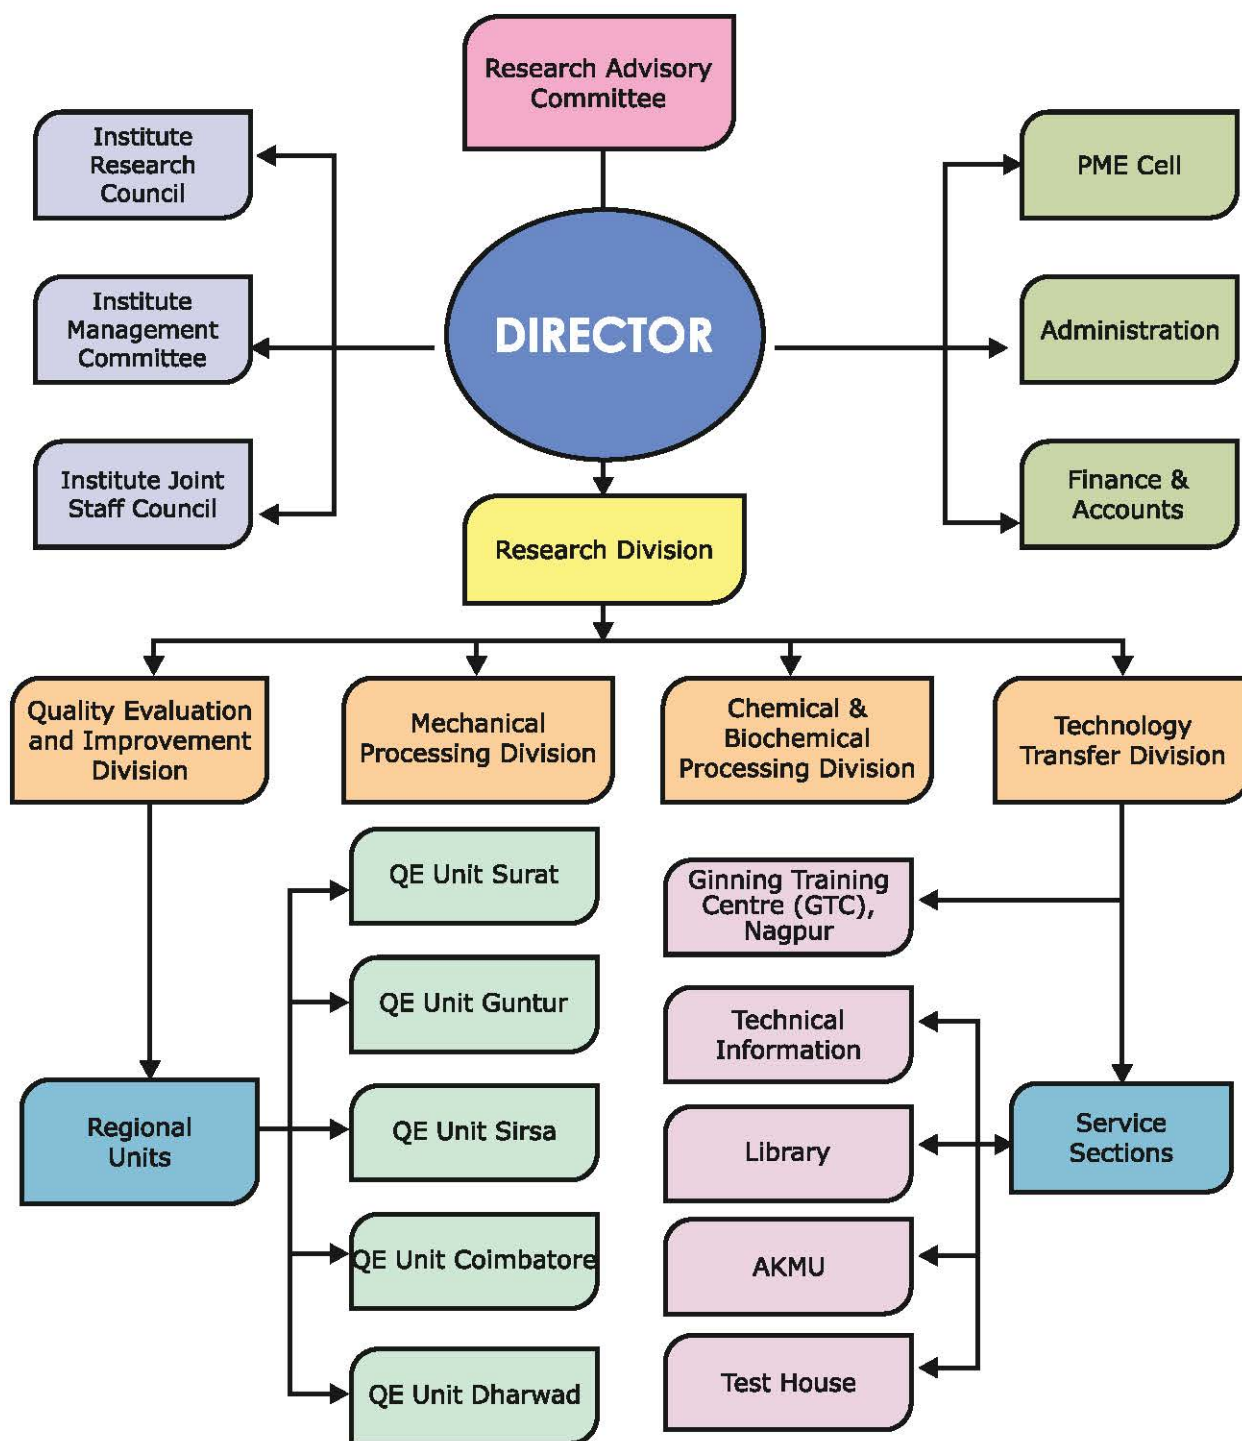 Research Advisory
Committee
Institute
Research
Council
PME Cell
Institute
Management
Committee
DIRECTOR
Administration
Institute Joint
Staff Council
Finance &
Accounts
Research Division
Quality Evaluation
and Improvement
Division
Mechanical
Processing Division
Chemical &
Biochemical
Processing Division
Technology
Transfer Division
QE Unit Surat
Ginning Training
Centre (GTC),
Nagpur
QE Unit Guntur
Technical
Information
Regional
Units
QE Unit Sirsa
Library
Service
Sections
QE Unit Coimbatore
AKMU
QE Unit Dharwad
Test House